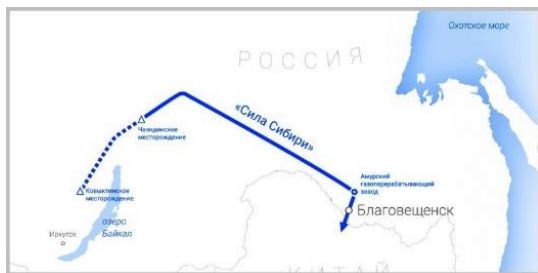 Охотское море
РОССИЯ
«Сила Сибири»
Чаяндинское
месторождение
Ковыктинское
месторождение
Амурский
газоперерабатывающий
завод
Благовещенск
озеро
Байкал
Иркутск
КИТАЙ